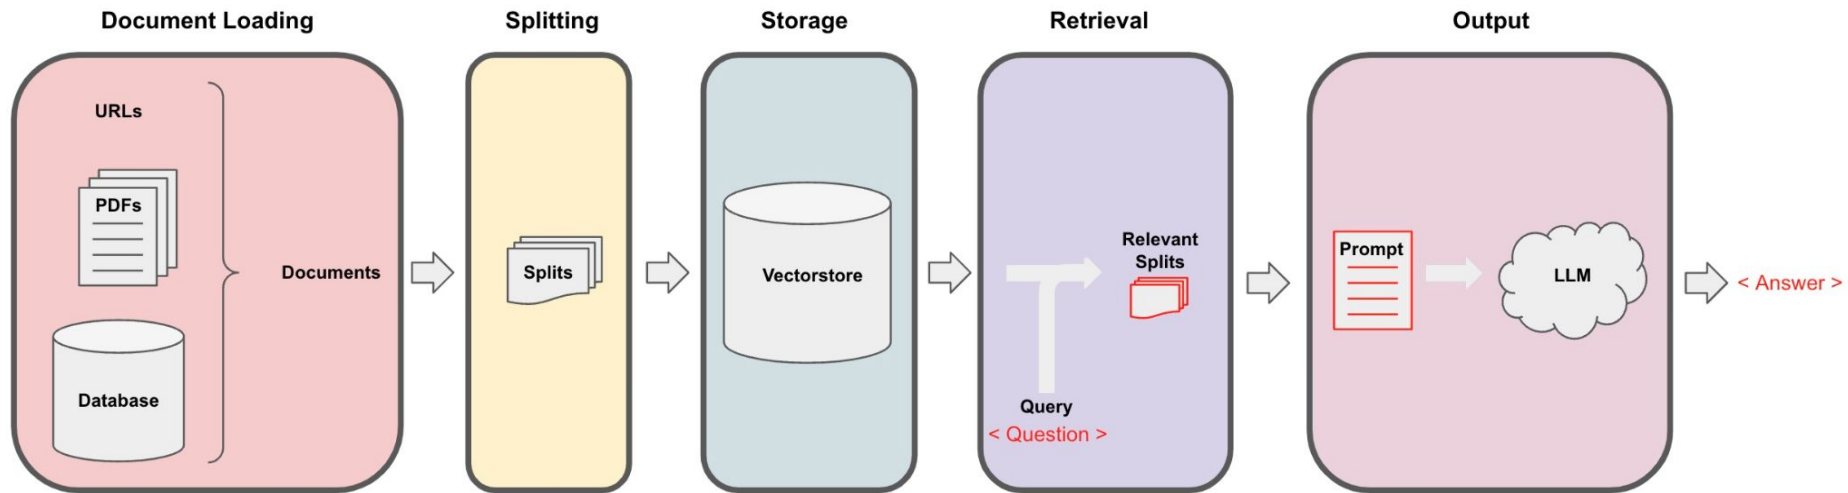 Document Loading
Splitting
Storage
Retrieval
Output
URLs
PDFs
Database
Documents
Splits
Vectorstore
Relevant
Splits
Query
< Question >
Prompt
LLM
< Answer >